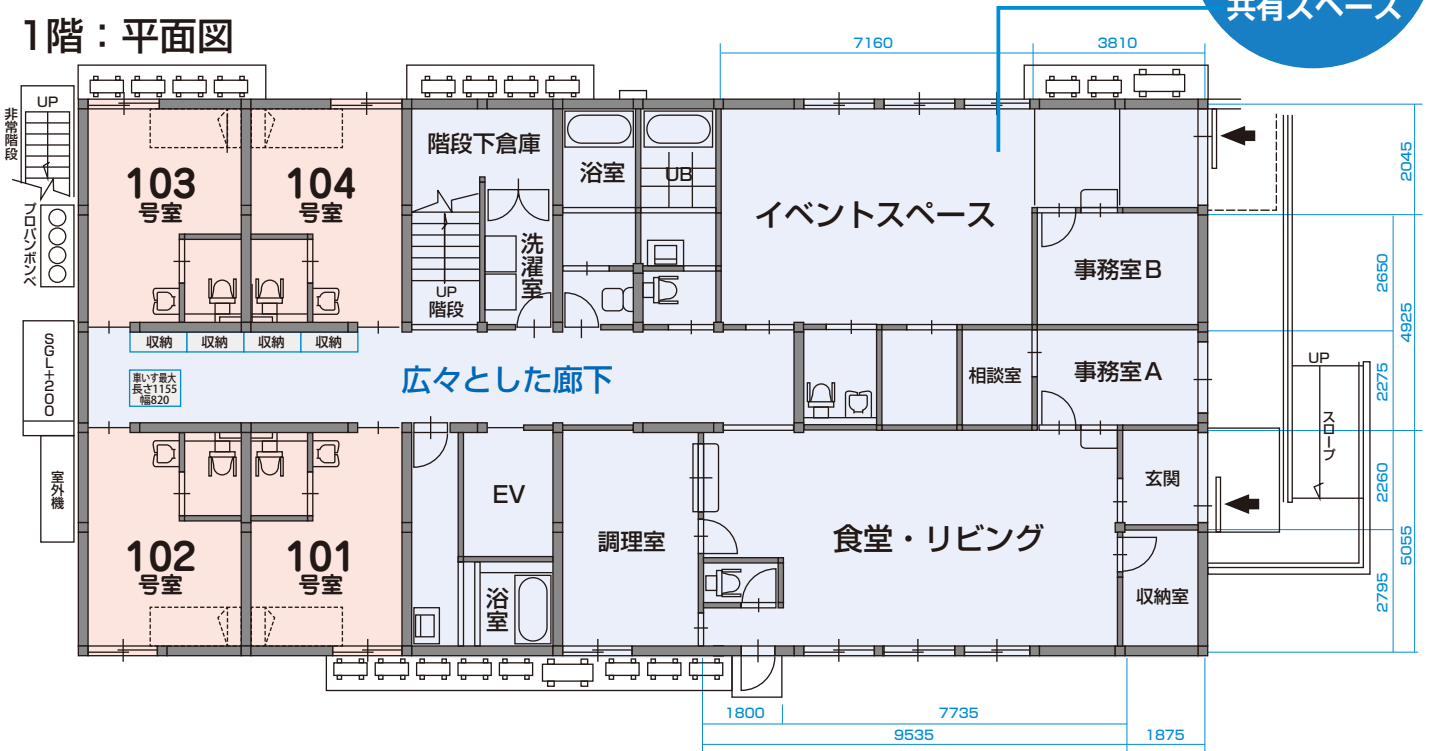 共有スペース
1階：平面図
7160
3810
UP
非常階段
プロパンボンベ
103
号室
104
号室
階段下倉庫
浴室
UB
イベントスペース
洗濯室
UP
階段
事務室B
2045
2650
4925
収納
収納
収納
収納
SGL+200
車いす最大
長さ1155
幅820
広々とした廊下
相談室
事務室A
2275
UP
スロープ
室外機
102
号室
101
号室
EV
浴室
調理室
食堂・リビング
玄関
収納室
2260
5055
2795
1800
7735
9535
1875